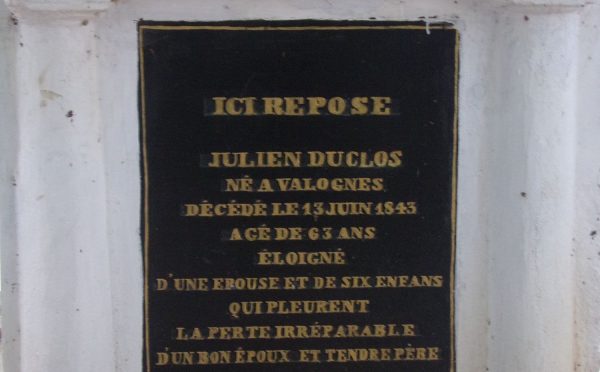 ICI REPOSE
JULIEN DUCLOS
NÉ A VALOGNES
DÉCÉDÉ LE 13 JUIN 1843
AGÉ DE 63 ANS
ÉLOIGNÉ
D'UNE EPOUSE ET DE SIX ENFANS
QUI PLEURENT
LA PERTE IRRÉPARABLE
D'UN BON ÉPOUX ET TENDRE PÈRE